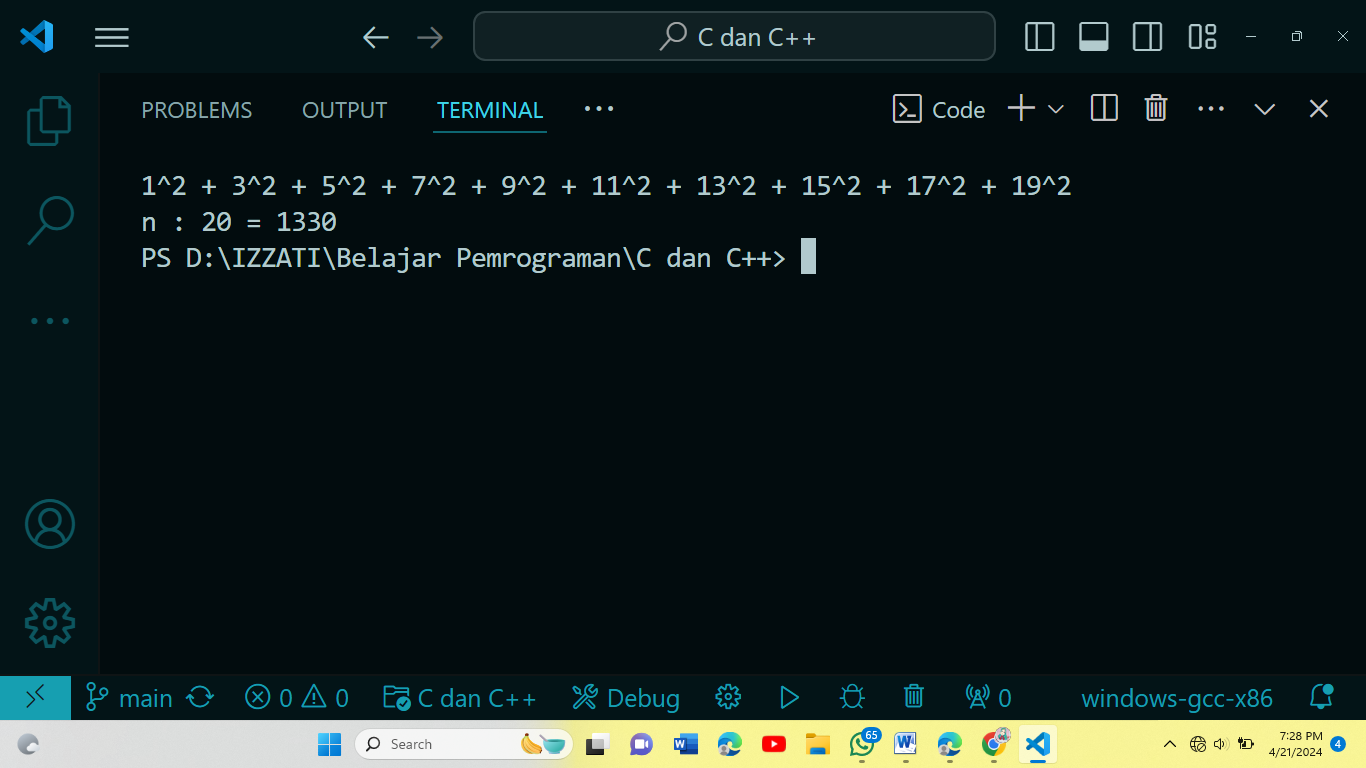 C dan C++
PROBLEMS OUTPUT TERMINAL ... Code
1^2 + 3^2 + 5^2 + 7^2 + 9^2 + 11^2 + 13^2 + 15^2 + 17^2 + 19^2
n : 20 = 1330
PS D:\IZZATI\Belajar Pemrograman\C dan C++>
main 0 0 C dan C++ Debug 0 windows-gcc-x86
Search 65 7:28 PM
4/21/2024 4